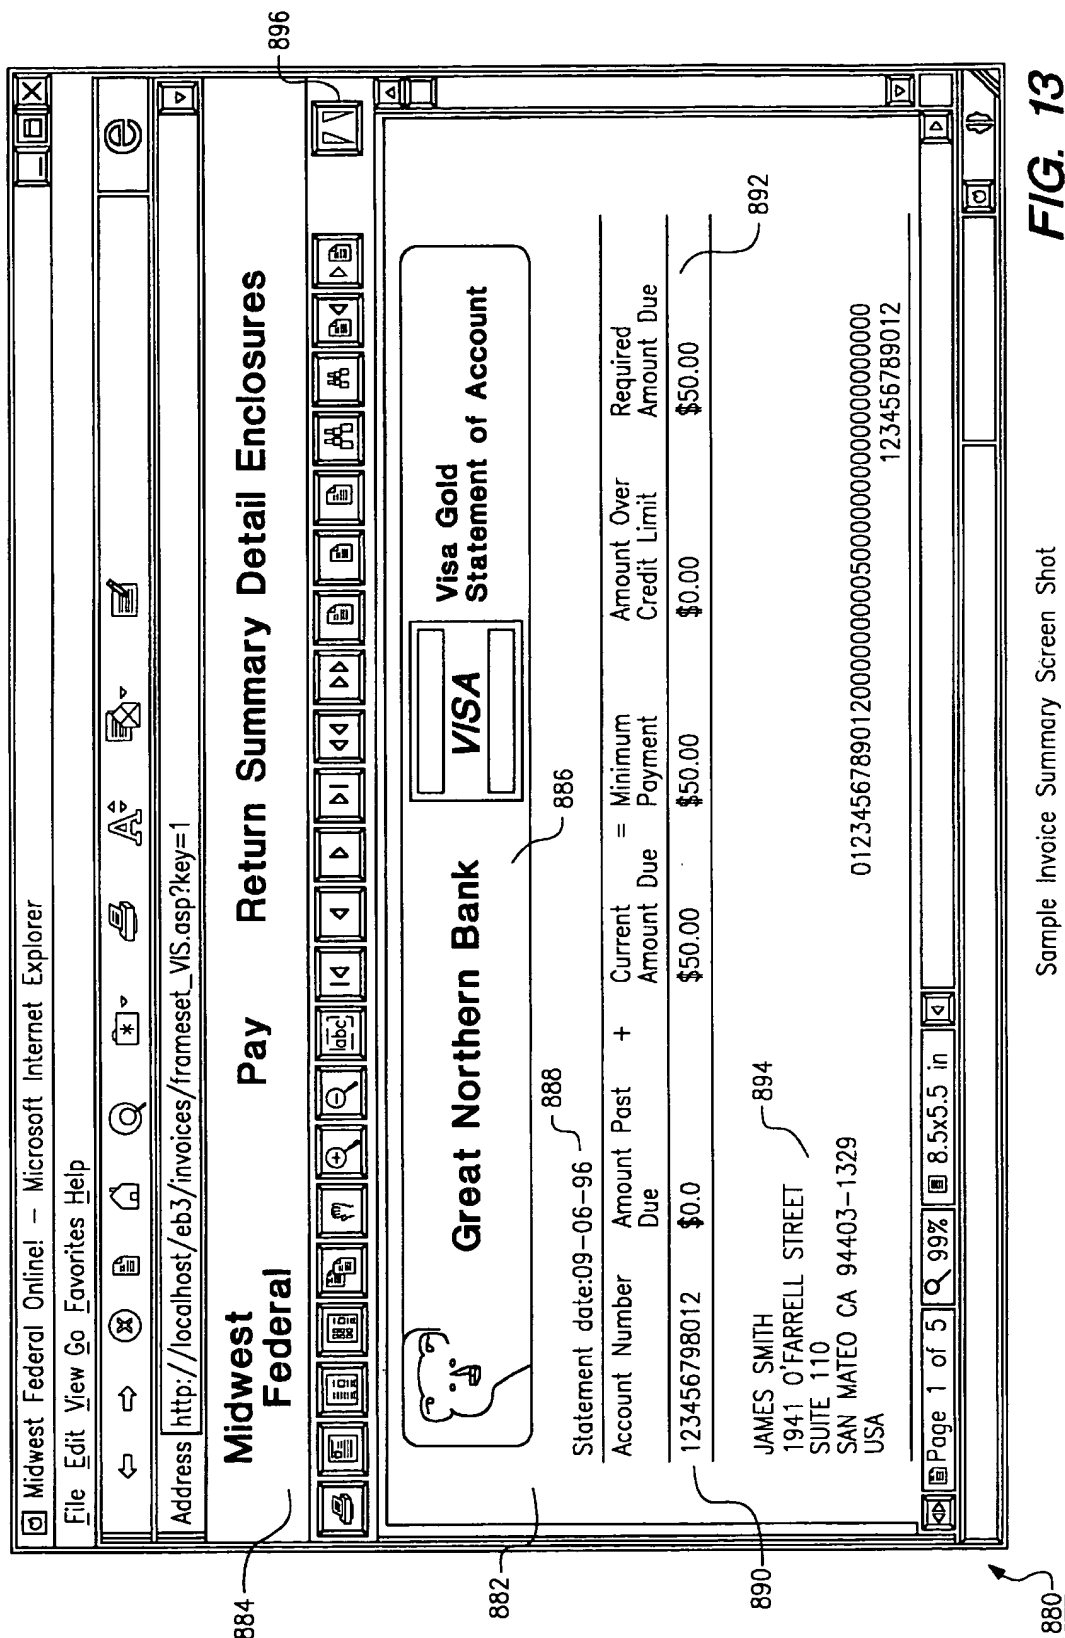 Midwest Federal Online! – Microsoft Internet Explorer
File Edit View Go Favorites Help
e
Address http://localhost/eb3/invoices/frameset_VIS.asp?key=1
884
Midwest
Federal
Pay
Return Summary Detail Enclosures
896
abc
882
Great Northern Bank
VISA
Visa Gold
Statement of Account
886
Statement date:09-06-96
888
Account Number Amount Past + Current = Minimum Amount Over Required
Due Amount Due Payment Credit Limit Amount Due
890
123456798012 $0.0 $50.00 $50.00 $0.00 $50.00
892
JAMES SMITH
894
1941 O'FARRELL STREET
SUITE 110
SAN MATEO CA 94403-1329
USA
123456789012
Page 1 of 5 99% 8.5x5.5 in
880
Sample Invoice Summary Screen Shot
FIG. 13